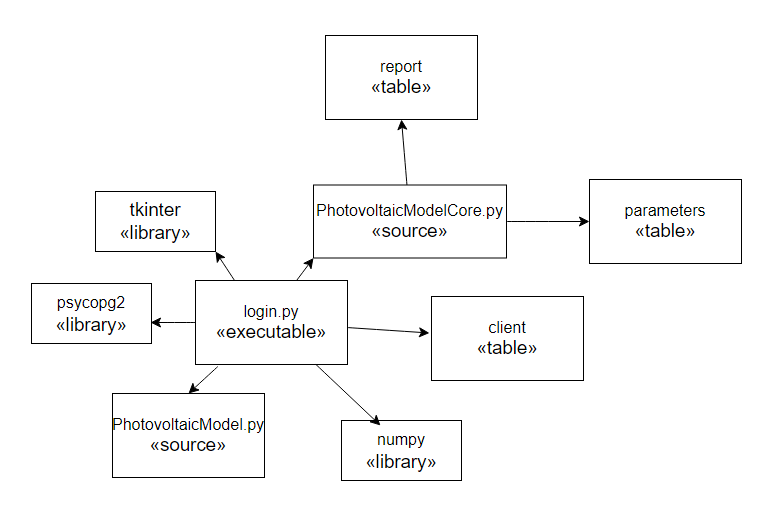 report
«table»
tkinter
«library»
PhotovoltaicModelCore.py
«source»
parameters
«table»
psycopg2
«library»
login.py
«executable»
client
«table»
PhotovoltaicModel.py
«source»
numpy
«library»